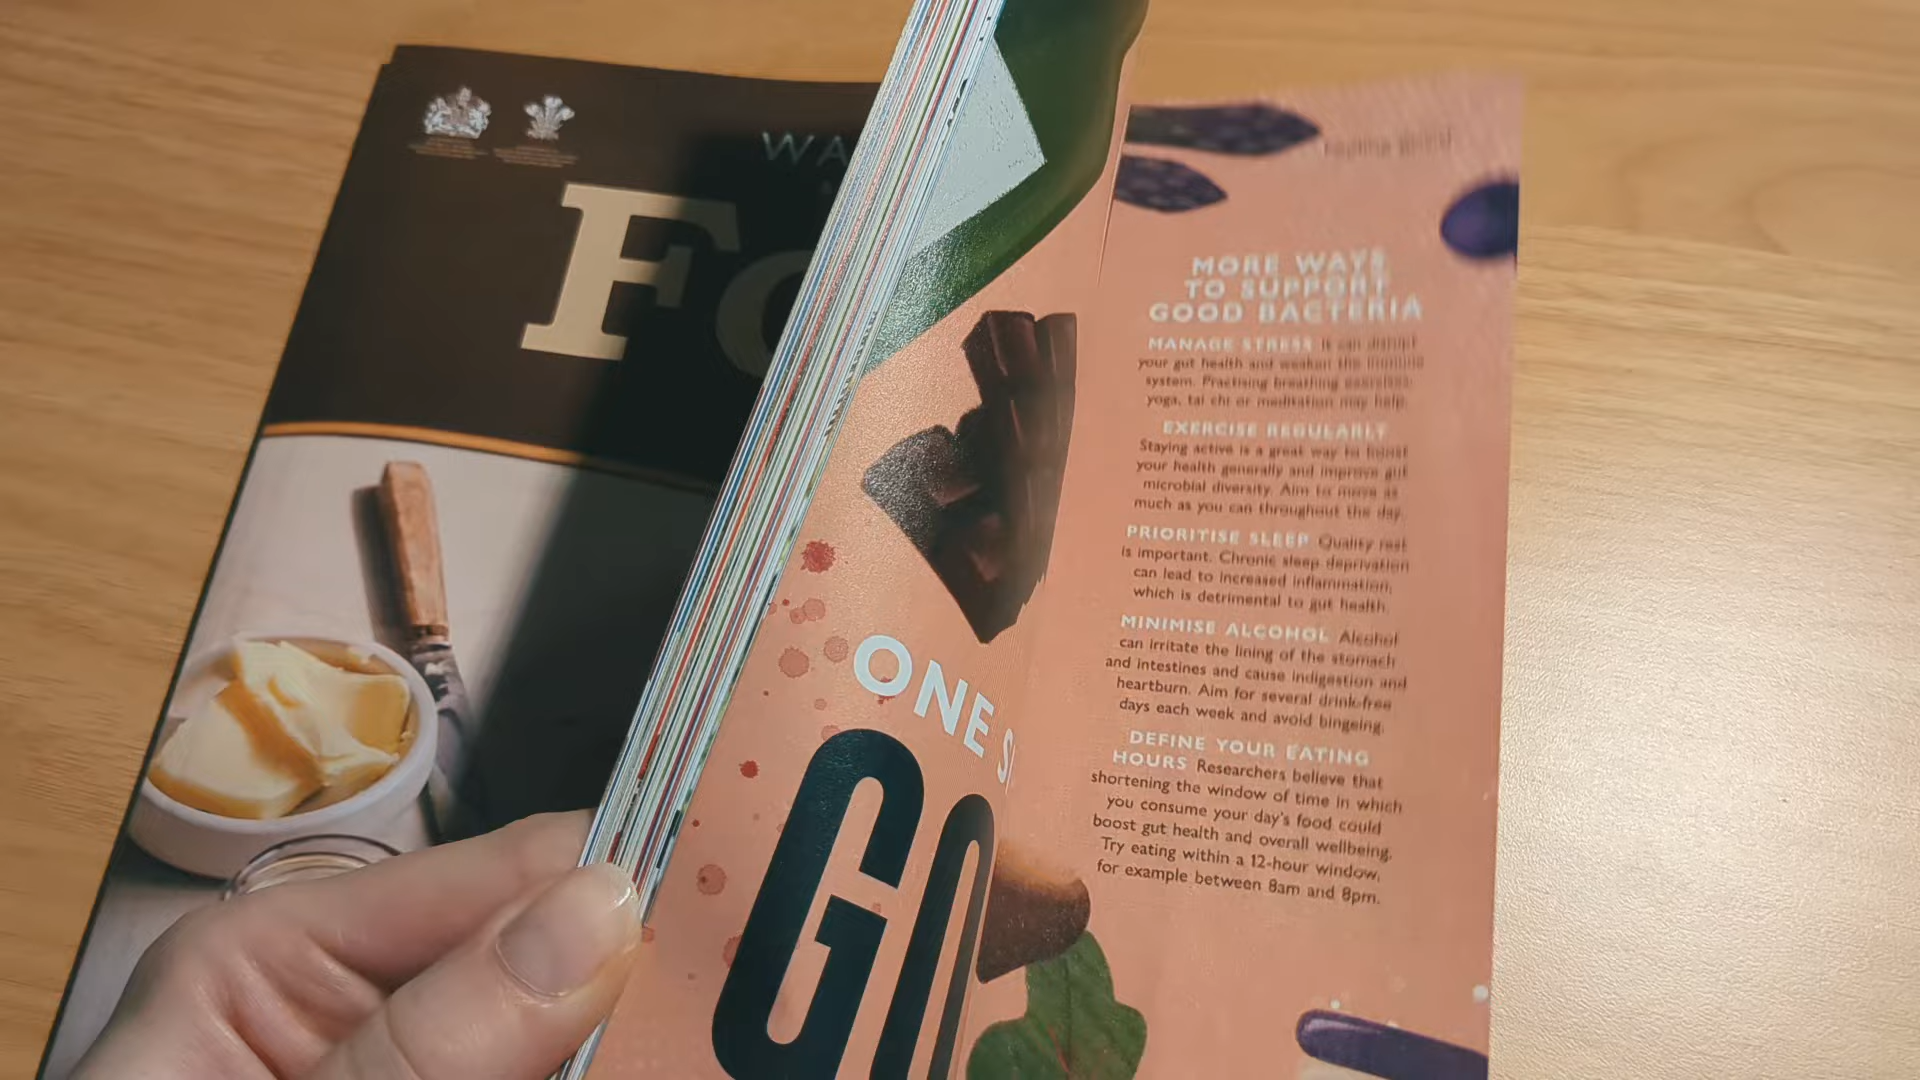 WA
Fo
ONE
GO
feeling good
MORE WAYS
TO SUPPORT
GOOD BACTERIA
MANAGE STRESS It can disrupt
your gut health and weaken the immune
system. Practising breathing exercises,
yoga, tai chi or meditation may help.
EXERCISE REGULARLY
Staying active is a great way to boost
your health generally and improve gut
microbial diversity. Aim to move as
much as you can throughout the day.
PRIORITISE SLEEP Quality rest
is important. Chronic sleep deprivation
can lead to increased inflammation,
which is detrimental to gut health.
MINIMISE ALCOHOL Alcohol
can irritate the lining of the stomach
and intestines and cause indigestion and
heartburn. Aim for several drink-free
days each week and avoid bingeing.
DEFINE YOUR EATING
HOURS Researchers believe that
shortening the window of time in which
you consume your day's food could
boost gut health and overall wellbeing.
Try eating within a 12-hour window,
for example between 8am and 8pm.